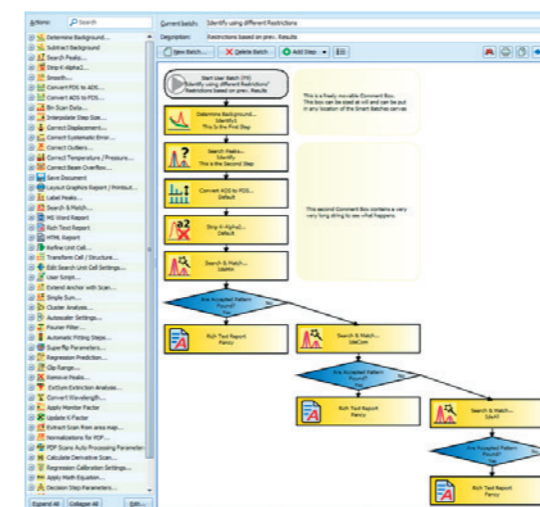 Actions:
Search
Determine Background...
Subtract Background
Search Peaks...
Strip K-Alpha2...
Smooth...
Convert FDS to ADS...
Convert ADS to FDS...
Bin Scan Data...
Interpolate Step Size...
Correct Displacement...
Correct Systematic Error...
Correct Outliers...
Correct Temperature / Pressure...
Correct Beam Overflow...
Save Document
Layout Graphics Report / Printout...
Label Peaks...
Search & Match...
MS Word Report
Rich Text Report
HTML Report
Refine Unit Cell...
Transform Cell / Structure...
Edit Search Unit Cell Settings...
User Script...
Extend Anchor with Scan...
Single Sum...
Cluster Analysis...
Autoscaler Settings...
Fourier Filter...
Automatic Fitting Steps...
Superflip Parameters...
Regression Prediction...
Clip Range...
Remove Peaks...
Extinction Analysis...
Convert Wavelength...
Apply Monitor Factor
Update K-Factor
Extract Scan from area map...
Normalizations for PDF...
PDF Scans Auto Processing Parameter
Calculate Derivative Scan...
Regression Calibration Settings...
Apply Math Equation...
Decision Step Parameters...
Expand All
Collapse All
Edit...
Current batch:
Identify using different Restrictions
Description:
Restrictions based on prev. Results
New Batch...
Delete Batch
Add Step
Start User Batch (F9)
"Identify using different Restrictions"
Restrictions based on prev. Results
Determine Background...
Identify1
This is the First Step
This is a freely movable Comment Box.
This box can be sized at will and can be put
in any location of the Smart Batches canvas
Search Peaks...
Identify
This is the Second Step
Convert ADS to FDS...
Default
This second Comment Box contains a very
very long string to see what happens
Strip K-Alpha2...
Default
Search & Match...
IdeMin
Are Accepted Pattern
Found?
Yes
No
Rich Text Report
Fancy
Search & Match...
IdeCom
Are Accepted Pattern
Found?
Yes
No
Rich Text Report
Fancy
Search & Match...
IdeAll
Are Accepted Pattern
Found?
Yes
Rich Text Report
Fancy